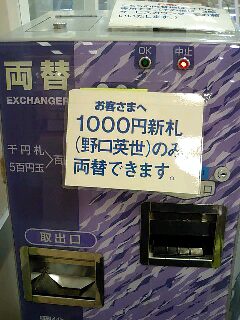 OK 中止
両替
EXCHANGER
お客さまへ
1000円新札
(野口英世)のみ
両替できます。
千円札
5百円玉
取出口